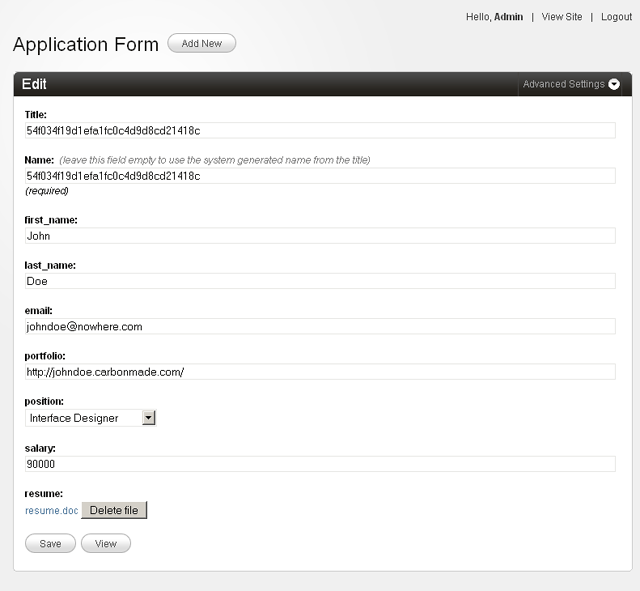 Hello, Admin | View Site | Logout
Application Form Add New
Edit Advanced Settings
Title:
54f034f19d1efa1fc0c4d9d8cd21418c
Name: (leave this field empty to use the system generated name from the title)
54f034f19d1efa1fc0c4d9d8cd21418c
(required)
first_name:
John
last_name:
Doe
email:
johndoe@nowhere.com
portfolio:
http://johndoe.carbonmade.com/
position:
Interface Designer
salary:
90000
resume:
resume.doc Delete file
Save View